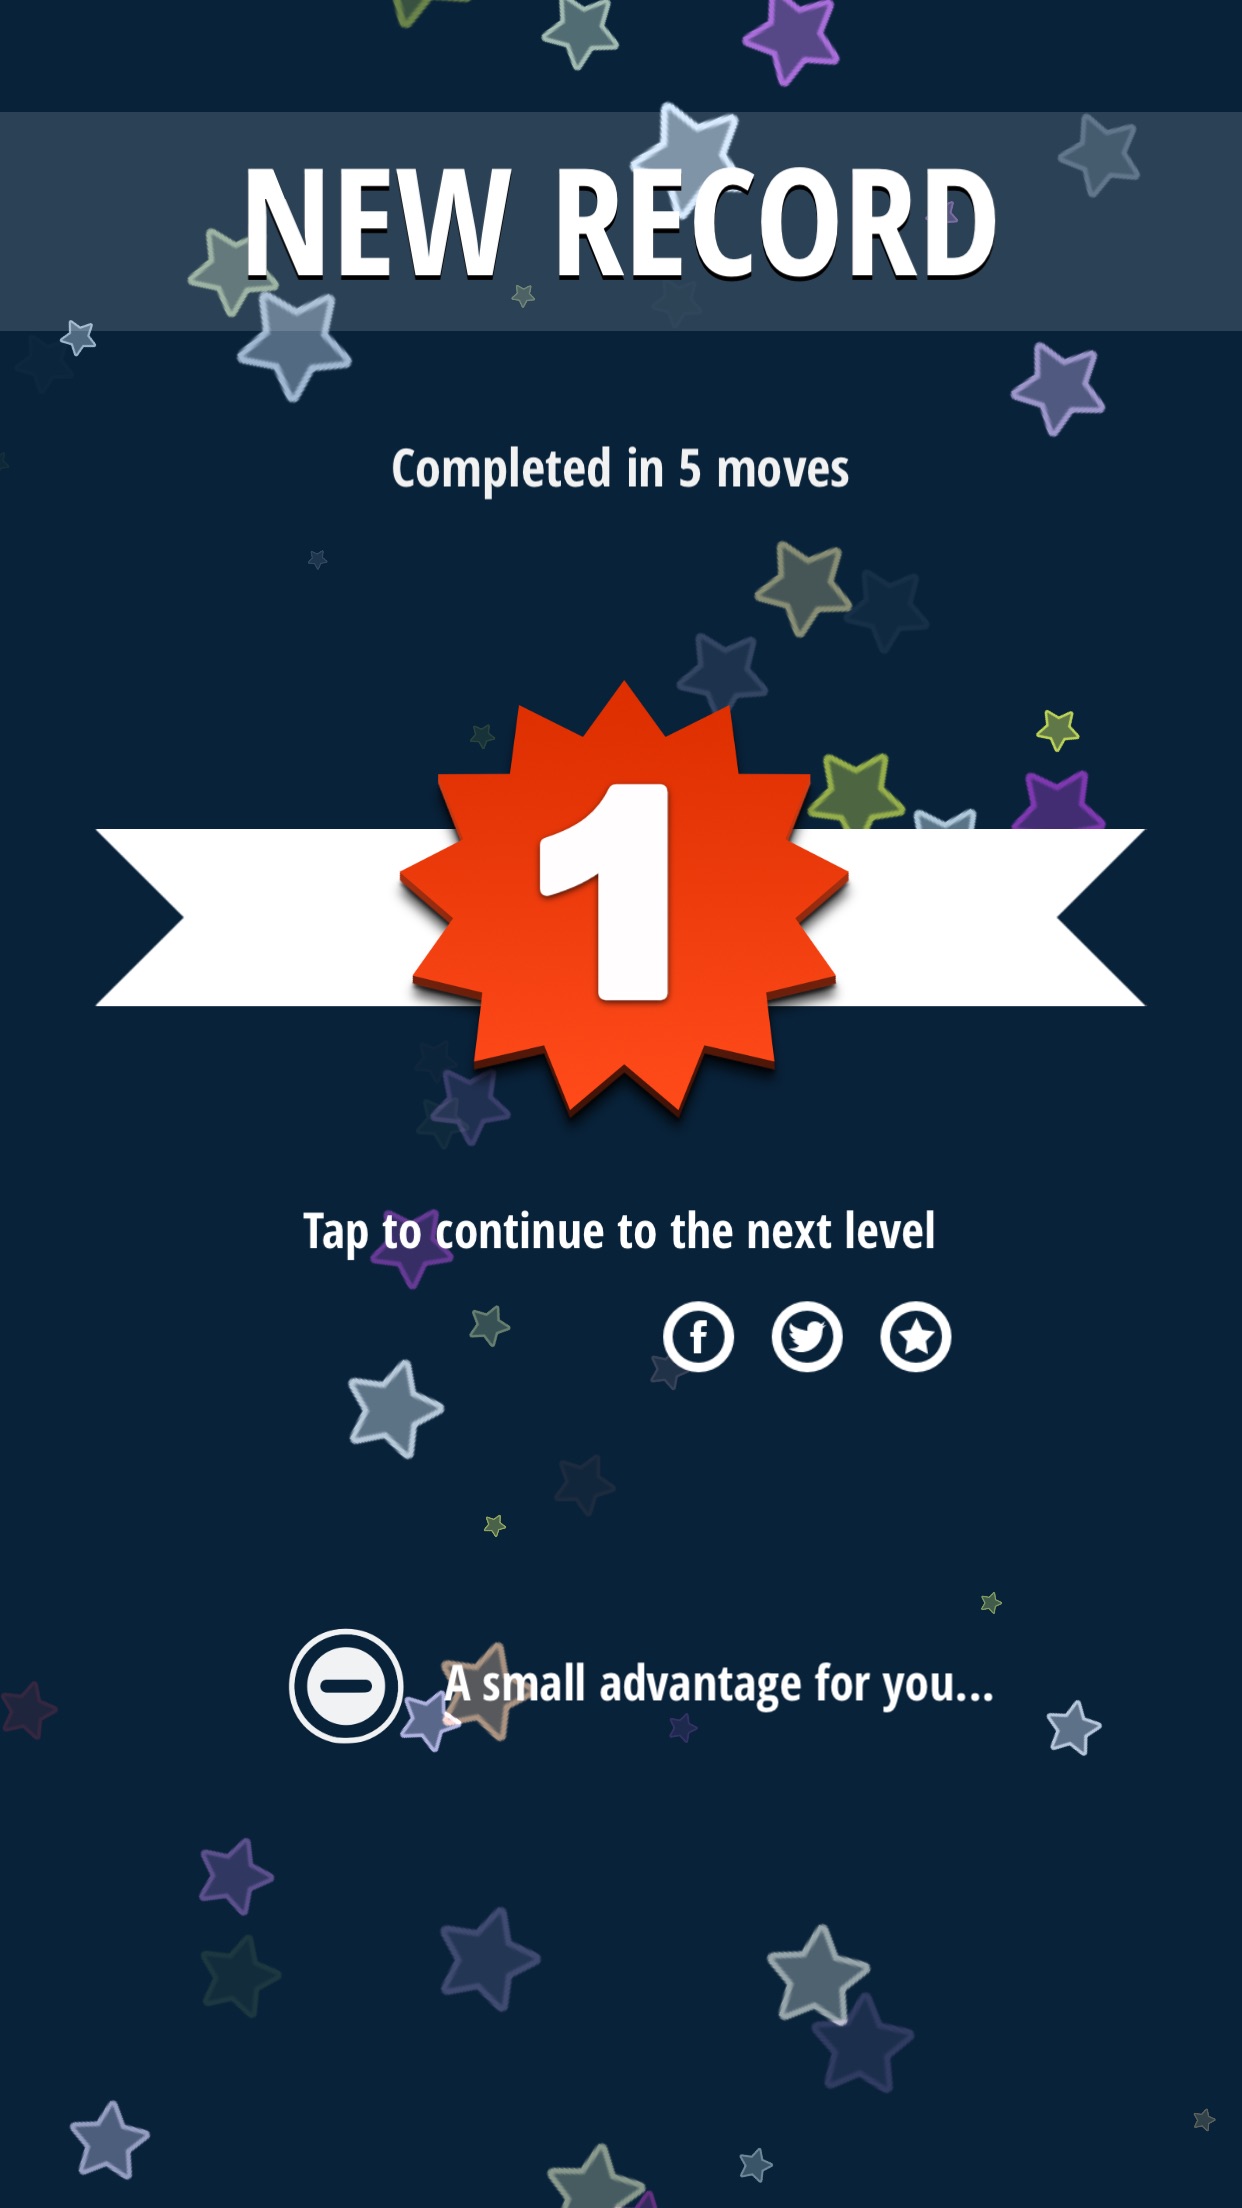 NEW RECORD
Completed in 5 moves
1
Tap to continue to the next level
f
A small advantage for you...